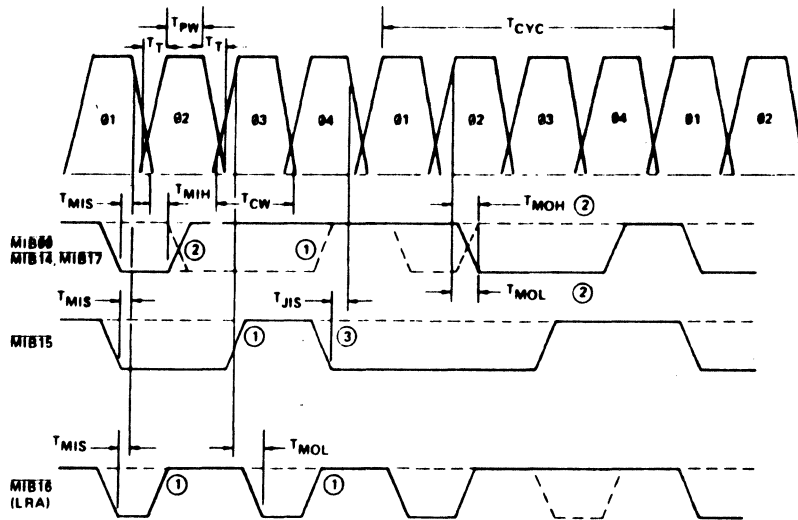 TPW
TT TT TCYC
Ø1 Ø2 Ø3 Ø4 Ø1 Ø2 Ø3 Ø4 Ø1 Ø2
TMIS TMIH TCW TMOH ②
MIB00
MIB14, MIB17 ② ①
TMIS TJIS TMOL ②
MIB15 ① ③
TMIS TMOL
MIB16 ① ①
(LRA)